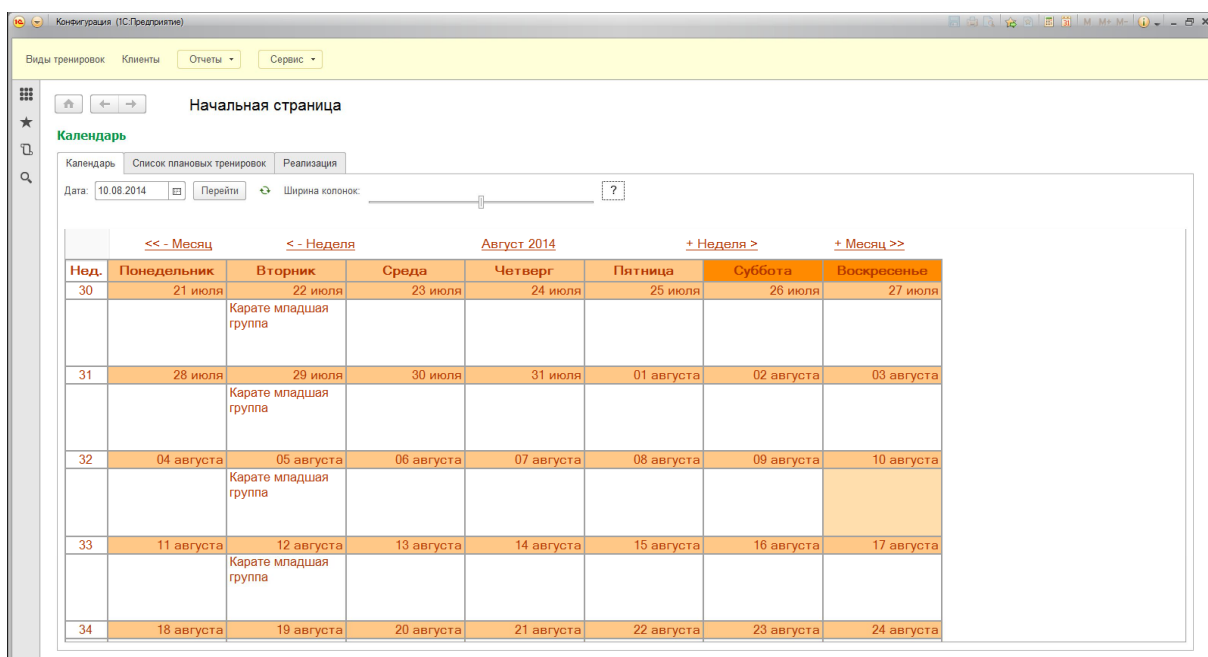 Конфигурация (1С:Предприятие)
M M+ M-
Виды тренировок Клиенты Отчеты Сервис
Начальная страница
Календарь
Календарь Список плановых тренировок Реализация
Дата: 10.08.2014 Перейти Ширина колонок: ?
<< - Месяц < - Неделя Август 2014 + Неделя > + Месяц >>
Нед. Понедельник Вторник Среда Четверг Пятница Суббота Воскресенье
30 21 июля 22 июля 23 июля 24 июля 25 июля 26 июля 27 июля
Карате младшая
группа
31 28 июля 29 июля 30 июля 31 июля 01 августа 02 августа 03 августа
Карате младшая
группа
32 04 августа 05 августа 06 августа 07 августа 08 августа 09 августа 10 августа
Карате младшая
группа
33 11 августа 12 августа 13 августа 14 августа 15 августа 16 августа 17 августа
Карате младшая
группа
34 18 августа 19 августа 20 августа 21 августа 22 августа 23 августа 24 августа